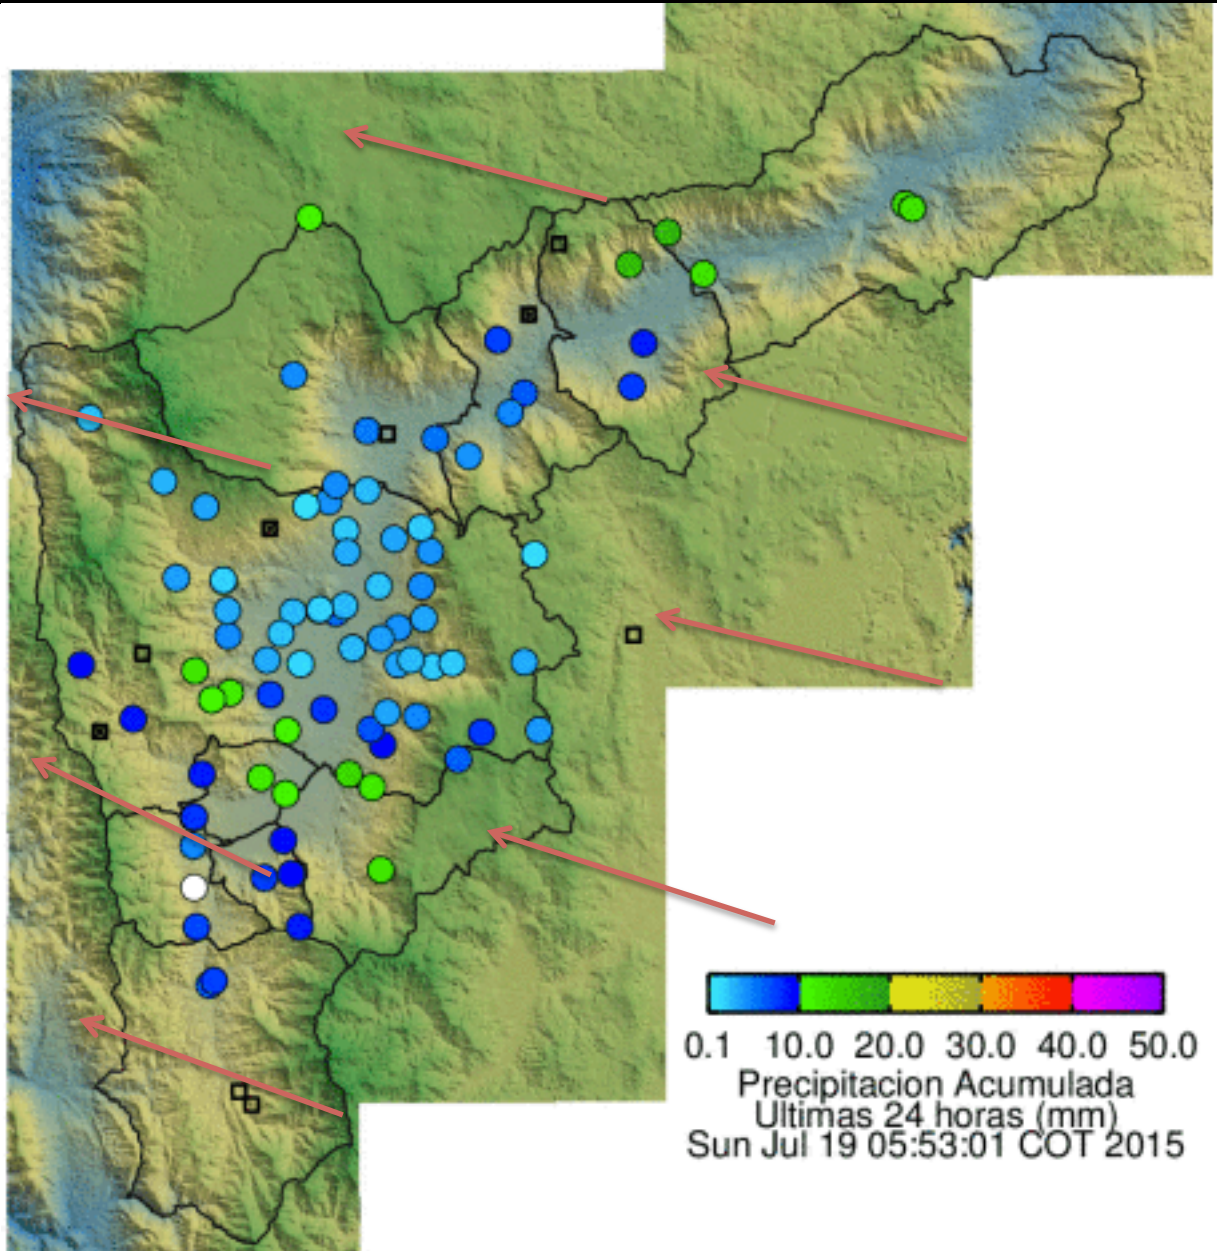 0.1 10.0 20.0 30.0 40.0 50.0
Precipitacion Acumulada
Ultimas 24 horas (mm)
Sun Jul 19 05:53:01 COT 2015